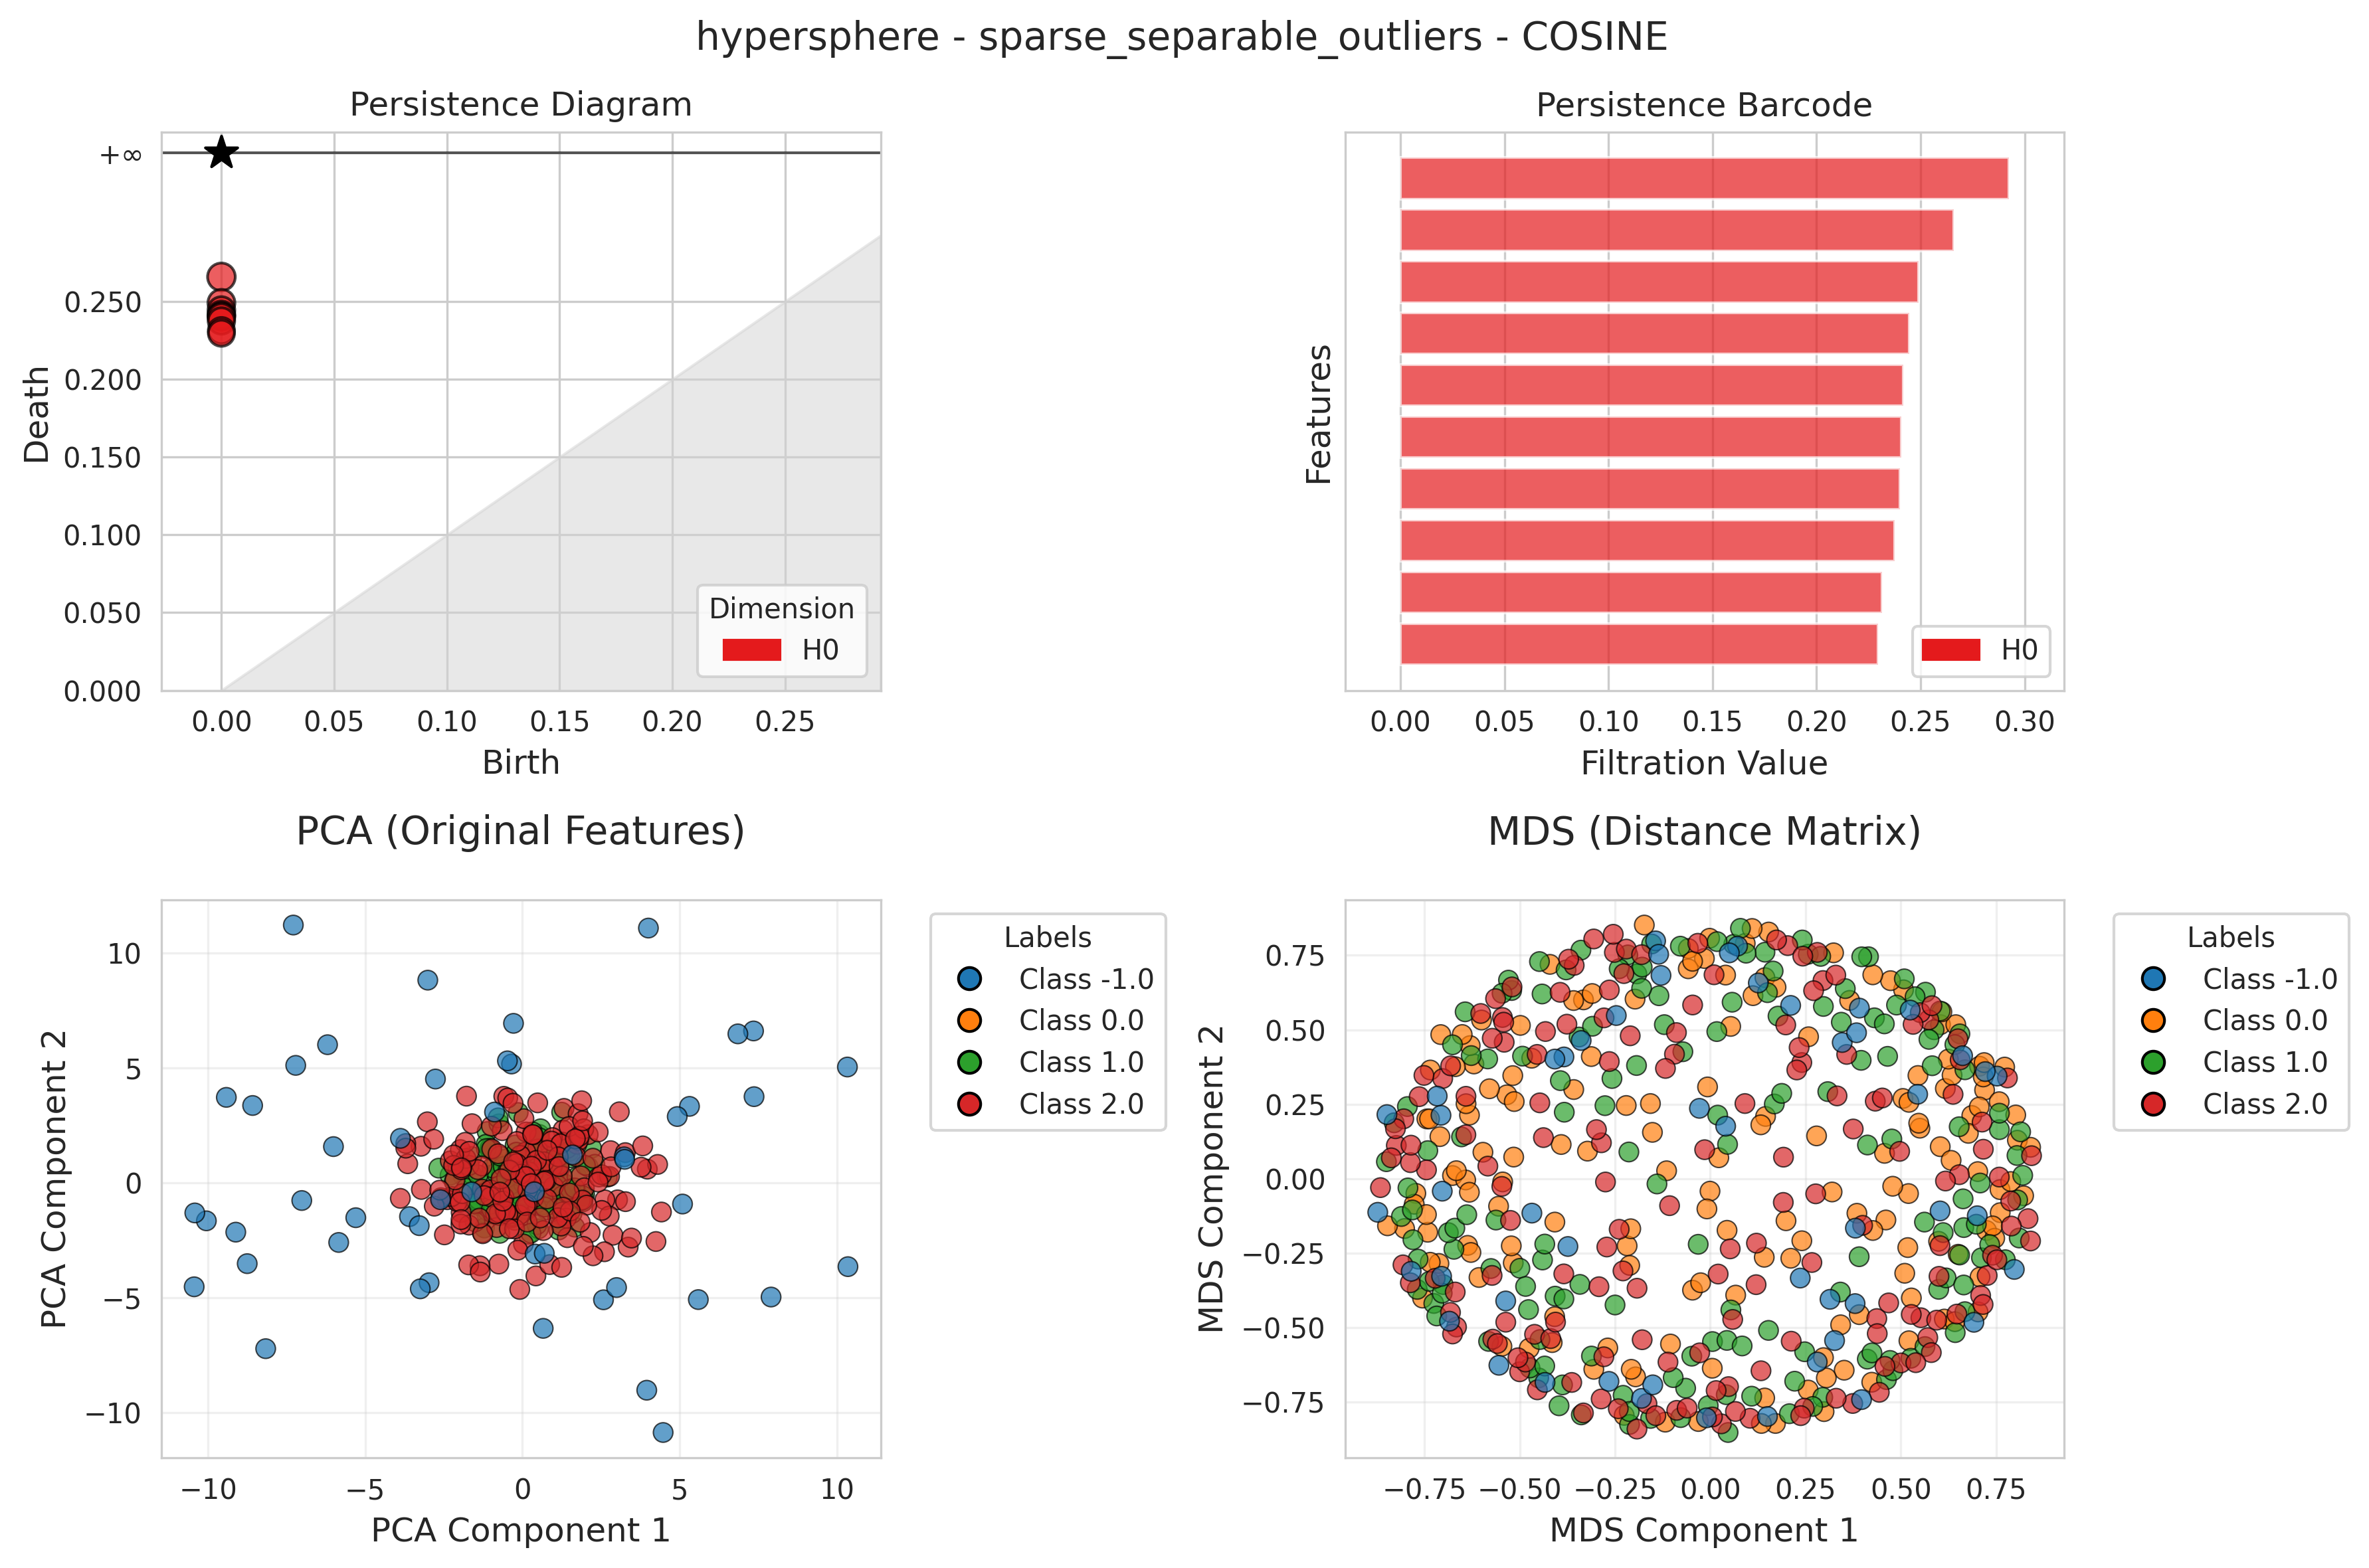 hypersphere - sparse_separable_outliers - COSINE
Persistence Diagram
+∞
0.250
0.200
0.150
0.100
0.050
0.000
Death
0.00 0.05 0.10 0.15 0.20 0.25
Birth
Dimension
H0
Persistence Barcode
Features
0.00 0.05 0.10 0.15 0.20 0.25 0.30
Filtration Value
H0
PCA (Original Features)
10
5
0
−5
−10
PCA Component 2
−10 −5 0 5 10
PCA Component 1
Labels
Class -1.0
Class 0.0
Class 1.0
Class 2.0
MDS (Distance Matrix)
0.75
0.50
0.25
0.00
−0.25
−0.50
−0.75
MDS Component 2
−0.75 −0.50 −0.25 0.00 0.25 0.50 0.75
MDS Component 1
Labels
Class -1.0
Class 0.0
Class 1.0
Class 2.0